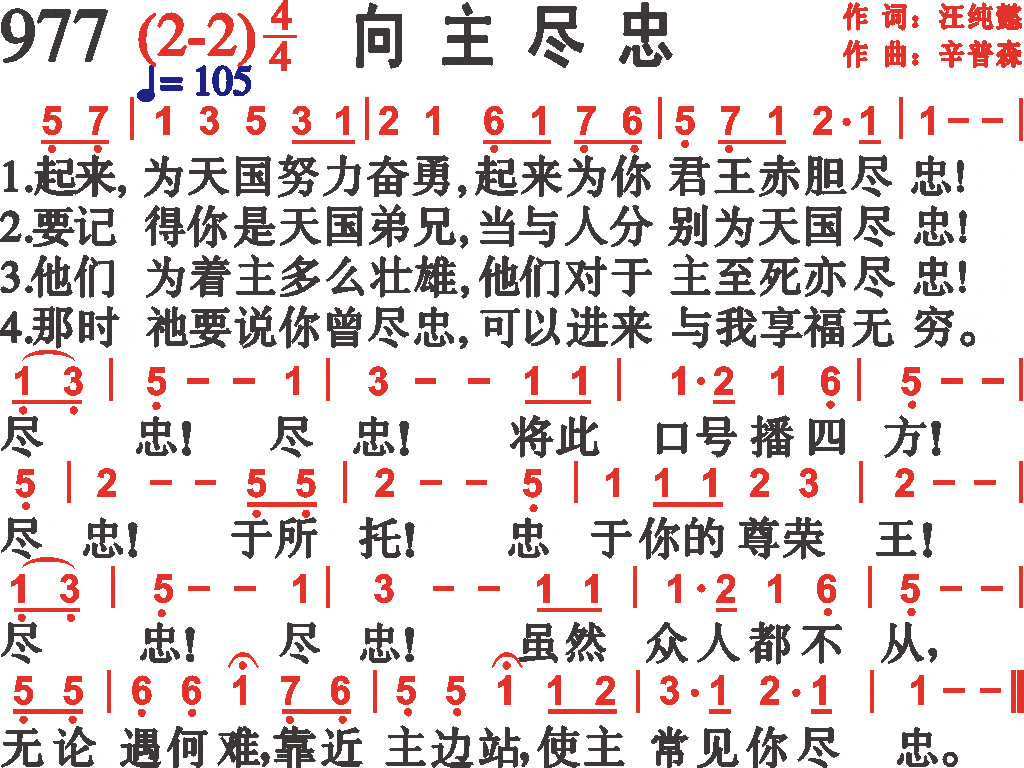 977 (2-2) 4/4 向主尽忠 作 词：汪纯懿
♩= 105 作 曲：辛普森
5 7 | 1 3 5 3 1 | 2 1 6 1 7 6 | 5 7 1 2 · 1 | 1 - - |
1.起来, 为天国努力奋勇,起来为你 君王赤胆尽 忠!
2.要记 得你是天国弟兄,当与人分 别为天国尽 忠!
3.他们 为着主多么壮雄,他们对于 主至死亦尽 忠!
4.那时 祂要说你曾尽忠,可以进来 与我享福无 穷。
1 3 | 5 - - 1 | 3 - - 1 1 | 1 · 2 1 6 | 5 - - |
尽 忠! 尽 忠! 将此 口号播四 方!
5 | 2 - - 5 5 | 2 - - 5 | 1 1 1 2 3 | 2 - - |
尽 忠! 于所 托! 忠 于你的尊荣 王!
1 3 | 5 - - 1 | 3 - - 1 1 | 1 · 2 1 6 | 5 - - |
尽 忠! 尽 忠! 虽然 众人都不 从,
5 5 | 6 6 1 7 6 | 5 5 1 1 2 | 3 · 1 2 · 1 | 1 - - ‖
无论 遇何难,靠近 主边站,使主 常见你尽 忠。